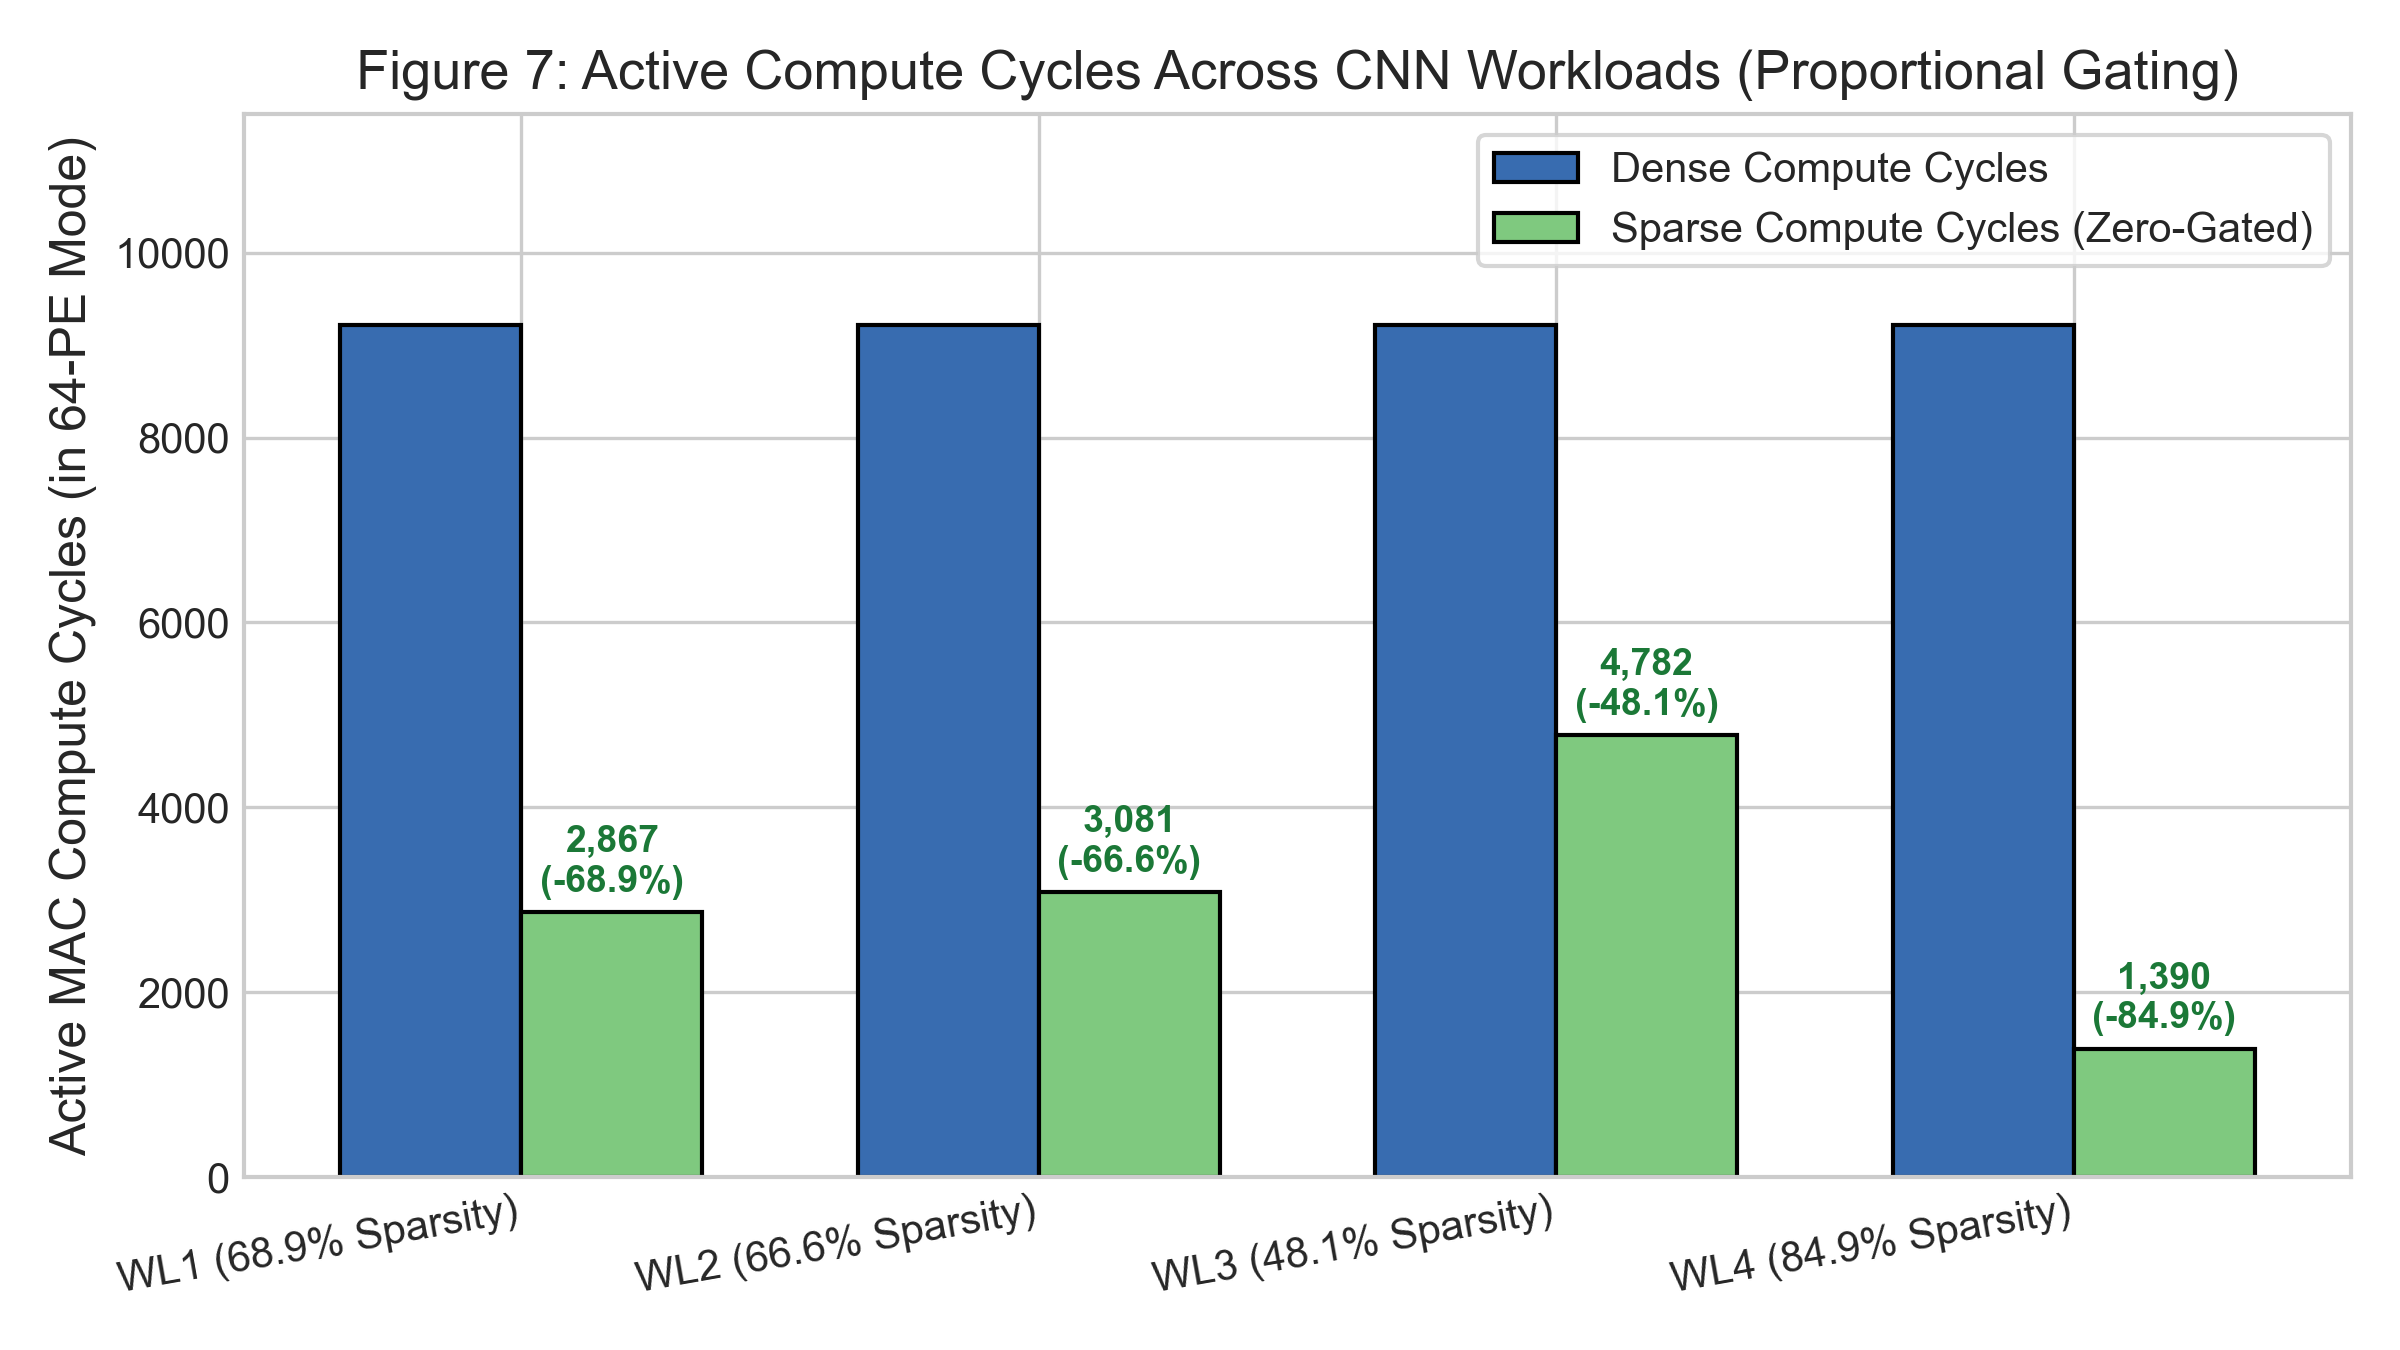 Figure 7: Active Compute Cycles Across CNN Workloads (Proportional Gating)
Active MAC Compute Cycles (in 64-PE Mode)
Dense Compute Cycles
Sparse Compute Cycles (Zero-Gated)
10000
8000
6000
4000
2000
0
2,867
(-68.9%)
3,081
(-66.6%)
4,782
(-48.1%)
1,390
(-84.9%)
WL1 (68.9% Sparsity)
WL2 (66.6% Sparsity)
WL3 (48.1% Sparsity)
WL4 (84.9% Sparsity)